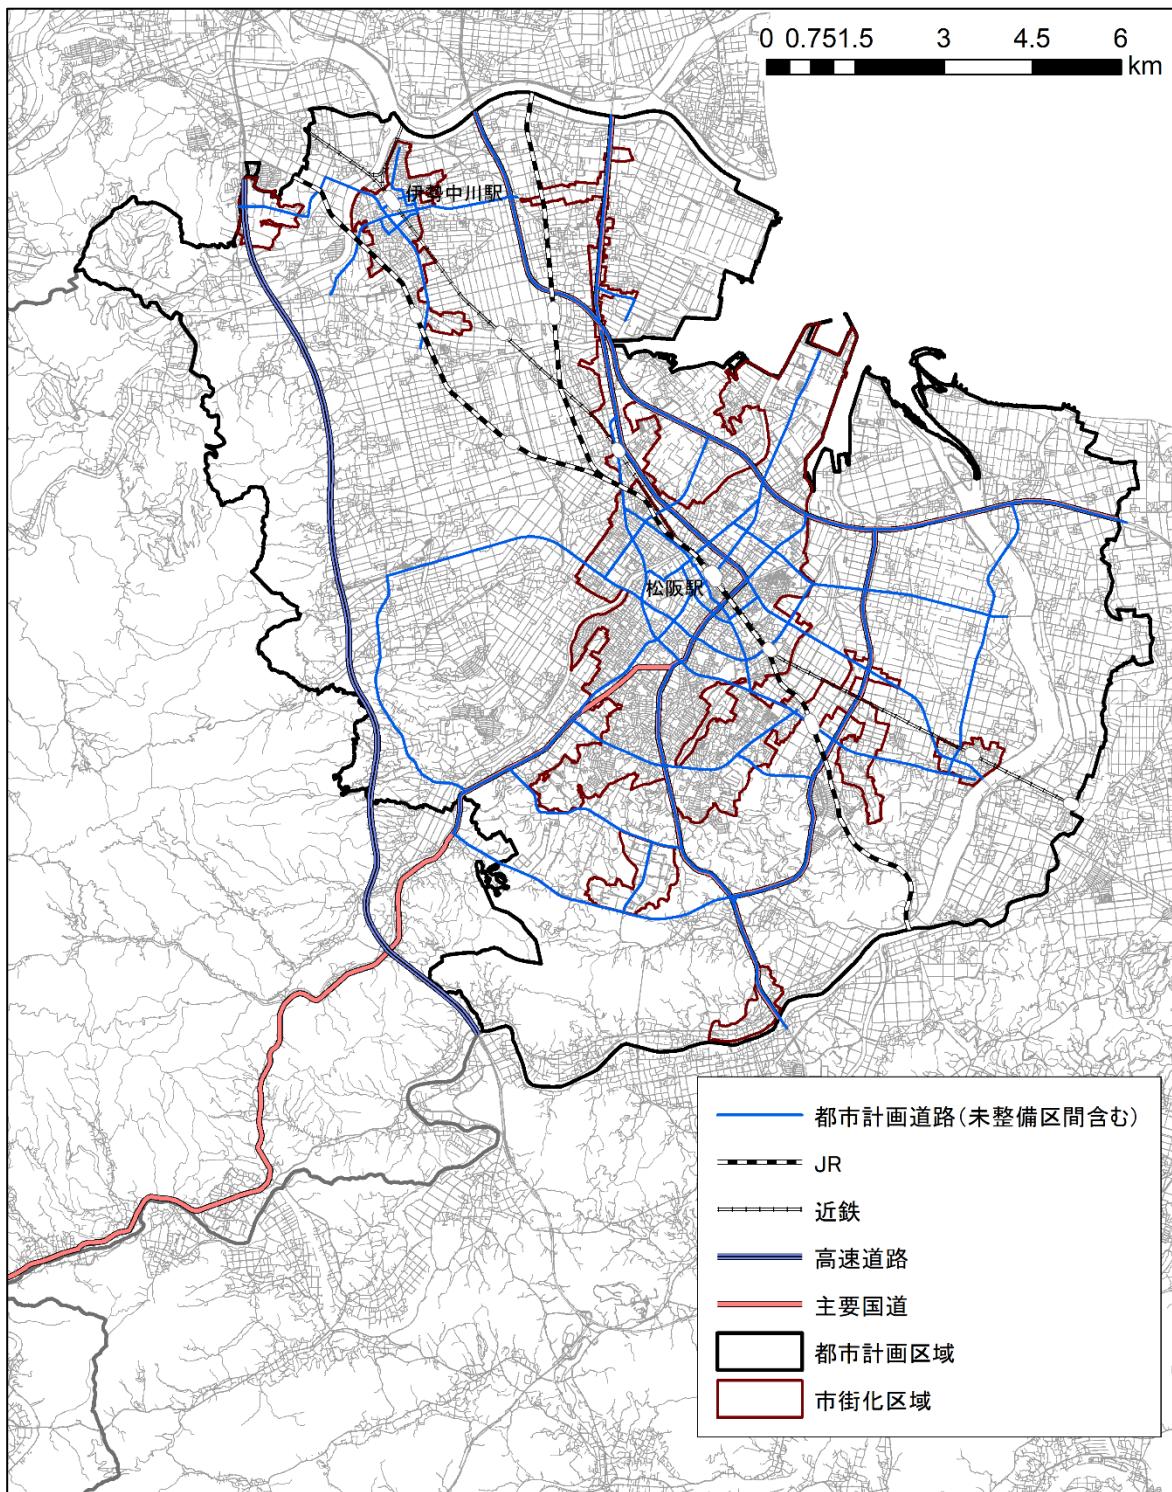 0 0.75 1.5 3 4.5 6
km
伊勢中川駅
松阪駅
都市計画道路(未整備区間含む)
JR
近鉄
高速道路
主要国道
都市計画区域
市街化区域